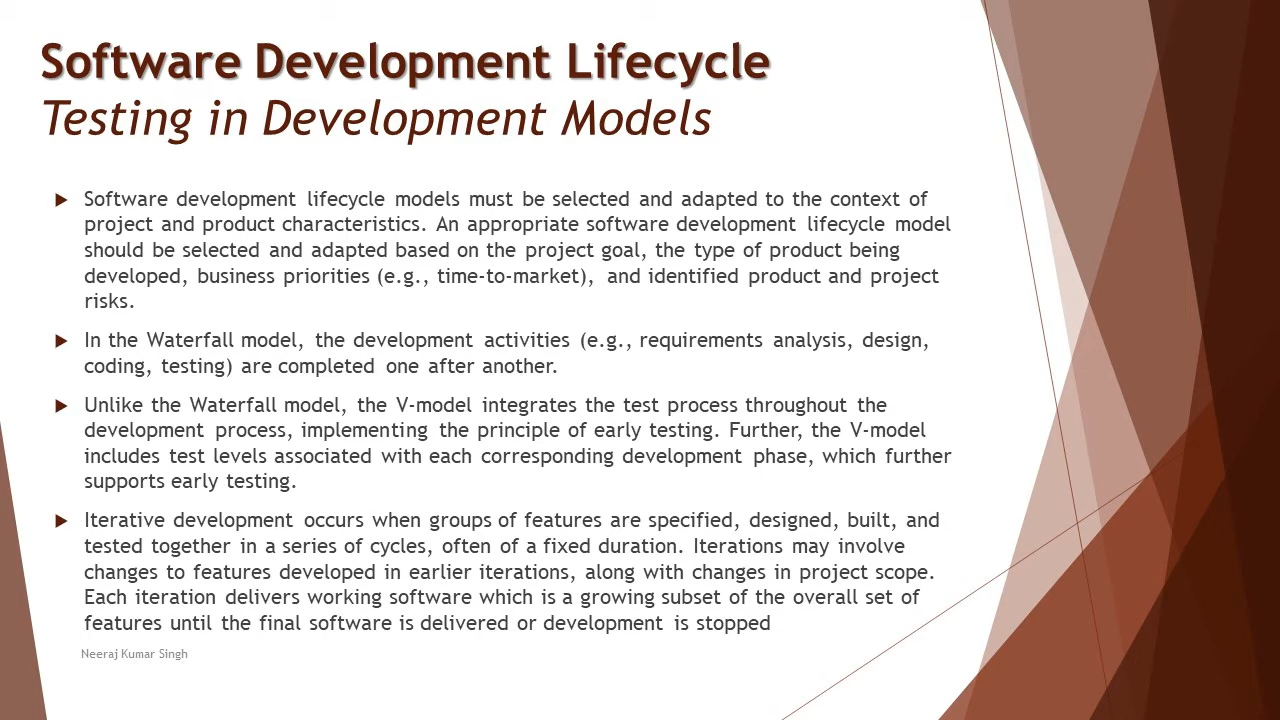 Software Development Lifecycle
Testing in Development Models
Software development lifecycle models must be selected and adapted to the context of
project and product characteristics. An appropriate software development lifecycle model
should be selected and adapted based on the project goal, the type of product being
developed, business priorities (e.g., time-to-market), and identified product and project
risks.
In the Waterfall model, the development activities (e.g., requirements analysis, design,
coding, testing) are completed one after another.
Unlike the Waterfall model, the V-model integrates the test process throughout the
development process, implementing the principle of early testing. Further, the V-model
includes test levels associated with each corresponding development phase, which further
supports early testing.
Iterative development occurs when groups of features are specified, designed, built, and
tested together in a series of cycles, often of a fixed duration. Iterations may involve
changes to features developed in earlier iterations, along with changes in project scope.
Each iteration delivers working software which is a growing subset of the overall set of
features until the final software is delivered or development is stopped
Neeraj Kumar Singh